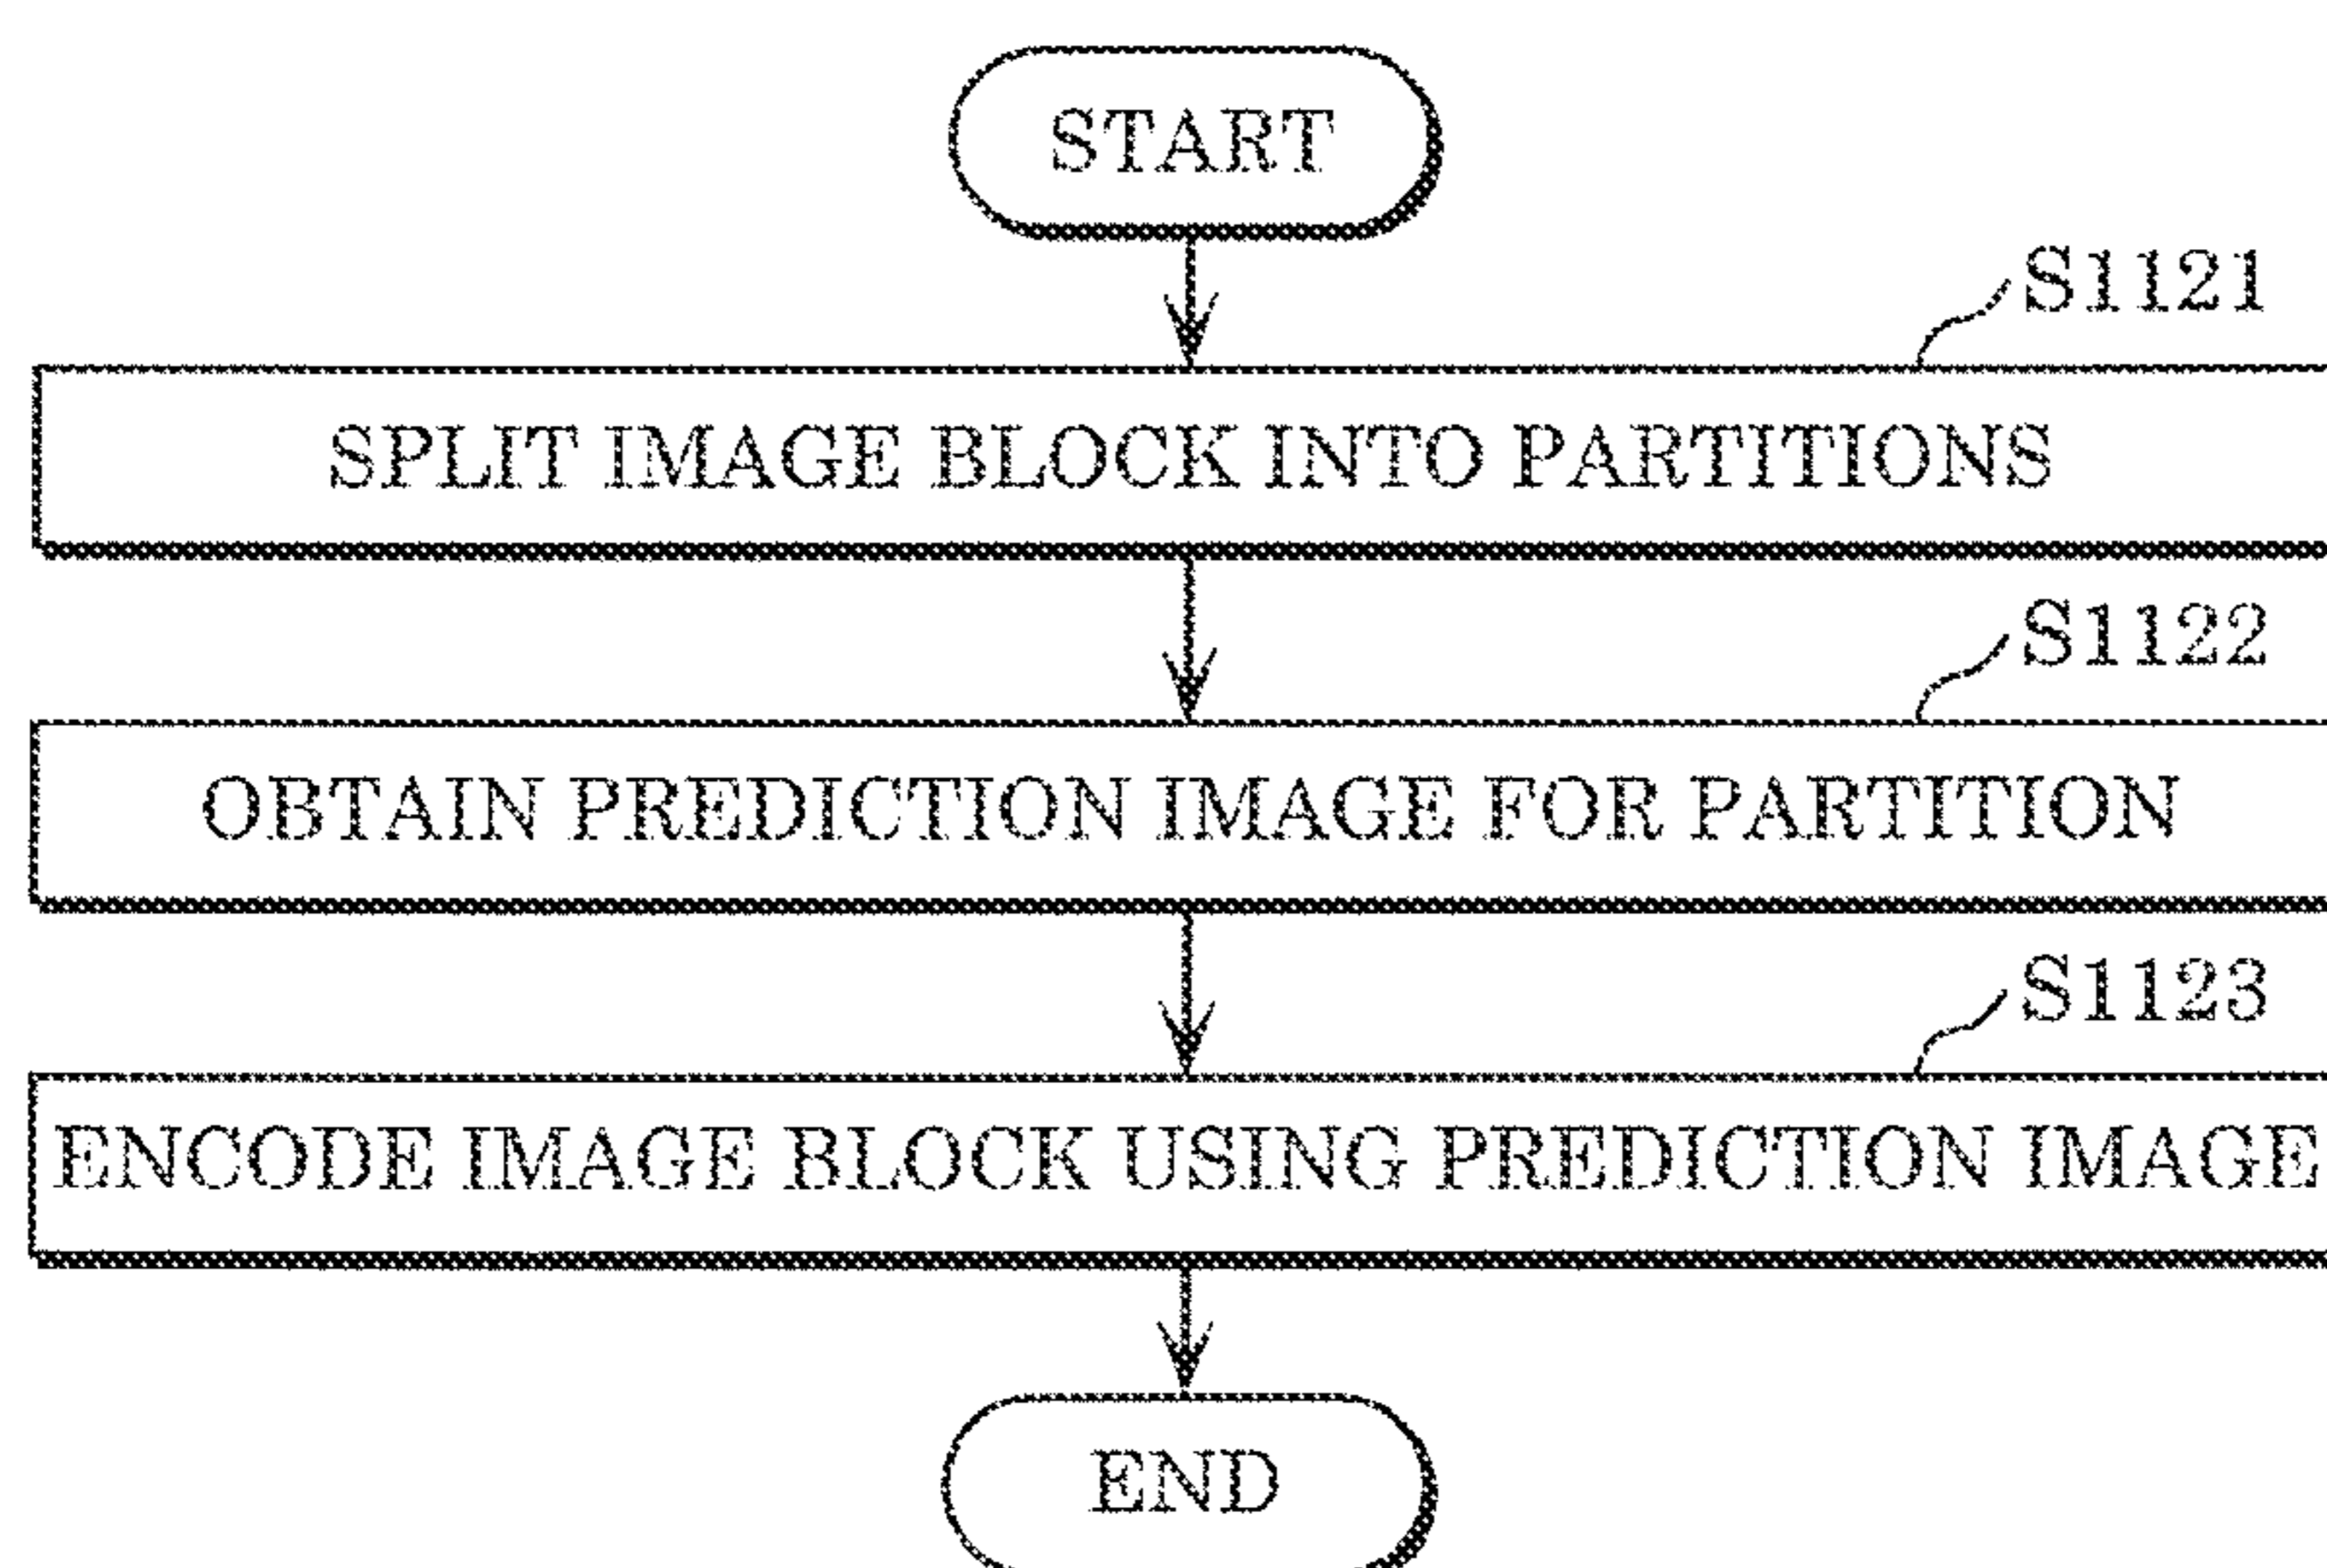 START
S1121
SPLIT IMAGE BLOCK INTO PARTITIONS
S1122
OBTAIN PREDICTION IMAGE FOR PARTITION
S1123
ENCODE IMAGE BLOCK USING PREDICTION IMAGE
END